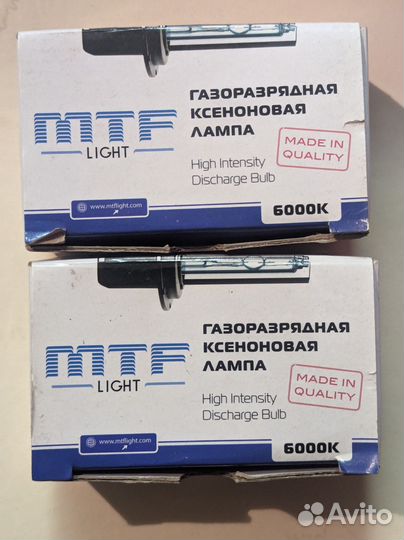 MTF
LIGHT
ГАЗОРАЗРЯДНАЯ
КСЕНОНОВАЯ
ЛАМПА
High Intensity
Discharge Bulb
MADE IN
QUALITY
www.mtflight.com
6000K
MTF
LIGHT
ГАЗОРАЗРЯДНАЯ
КСЕНОНОВАЯ
ЛАМПА
High Intensity
Discharge Bulb
MADE IN
QUALITY
www.mtflight.com
6000K
Avito